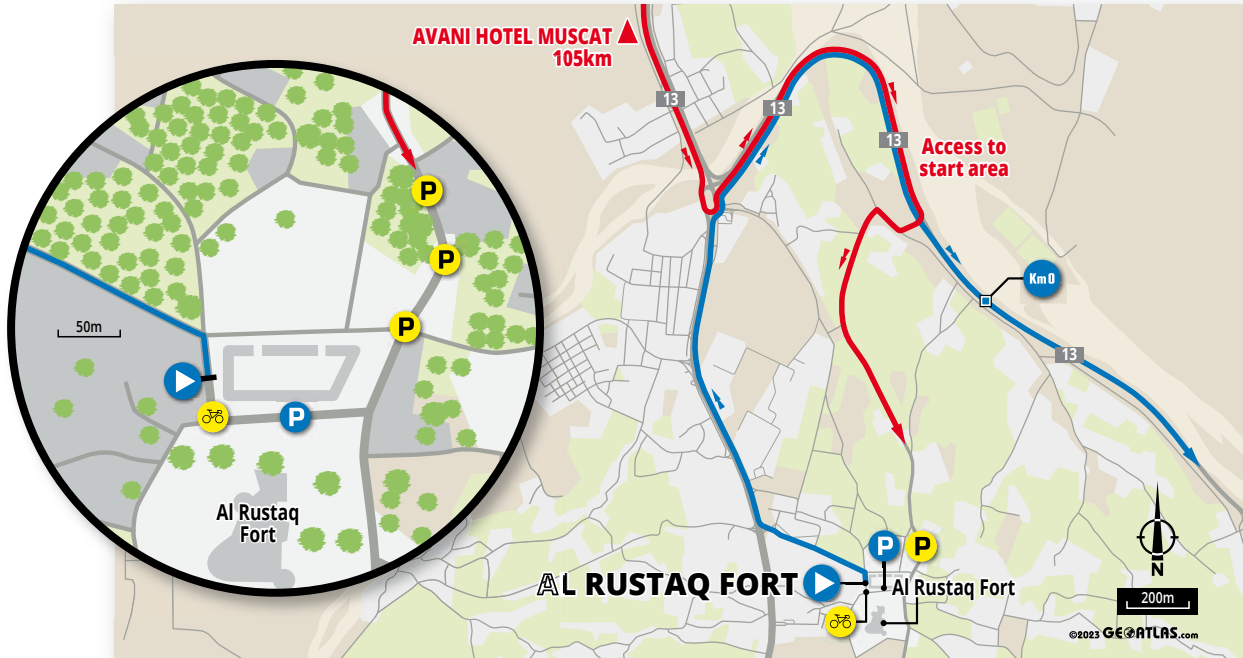 AVANI HOTEL MUSCAT
105km
13
13
13
Access to
start area
P
P
Km0
P
50m
13
P
Al Rustaq
Fort
P
P
N
AL RUSTAQ FORT
Al Rustaq Fort
200m
©2023 GEOATLAS.com